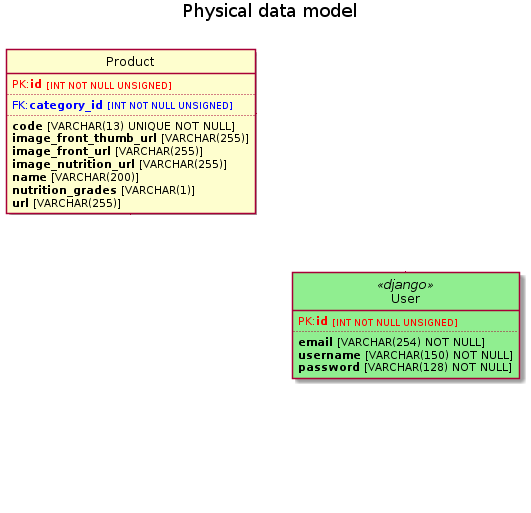 Physical data model
Product
PK:id [INT NOT NULL UNSIGNED]
FK:category_id [INT NOT NULL UNSIGNED]
code [VARCHAR(13) UNIQUE NOT NULL]
image_front_thumb_url [VARCHAR(255)]
image_front_url [VARCHAR(255)]
image_nutrition_url [VARCHAR(255)]
name [VARCHAR(200)]
nutrition_grades [VARCHAR(1)]
url [VARCHAR(255)]
«django»
User
PK:id [INT NOT NULL UNSIGNED]
email [VARCHAR(254) NOT NULL]
username [VARCHAR(150) NOT NULL]
password [VARCHAR(128) NOT NULL]